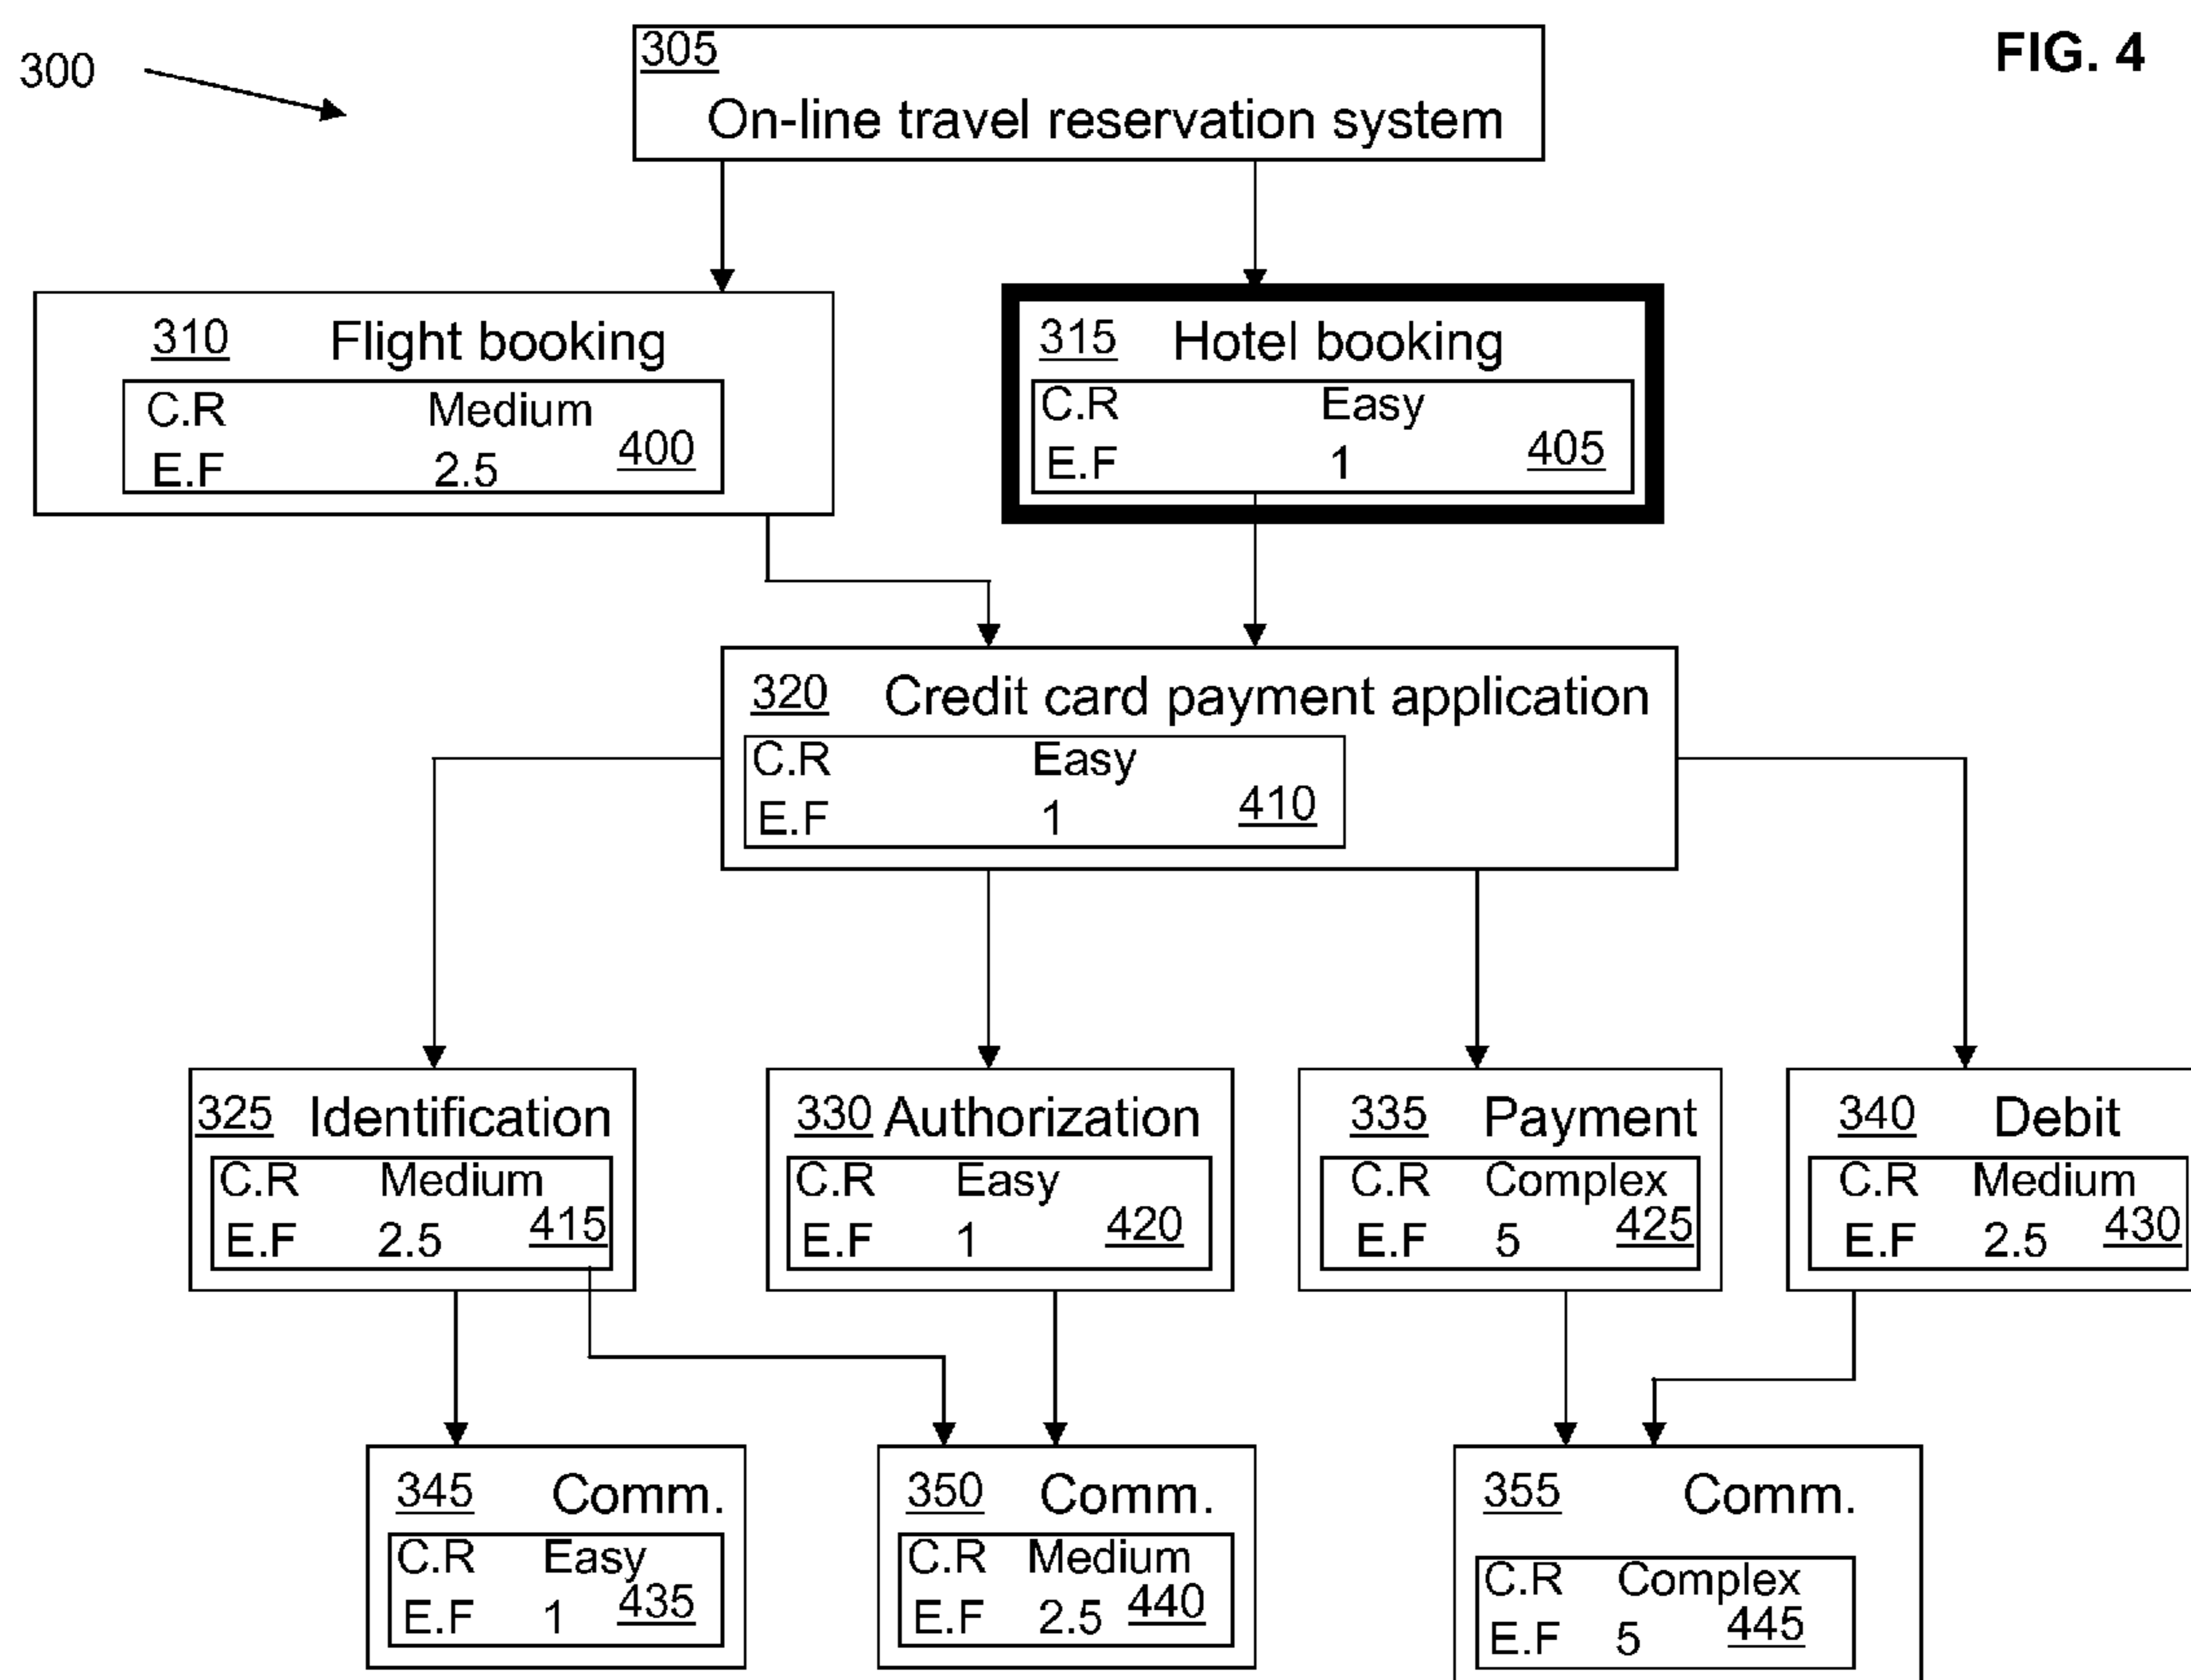 FIG. 4
300
305
On-line travel reservation system
310 Flight booking
C.R Medium
E.F 2.5 400
315 Hotel booking
C.R Easy
E.F 1 405
320 Credit card payment application
C.R Easy
E.F 1 410
325 Identification
C.R Medium
E.F 2.5 415
330 Authorization
C.R Easy
E.F 1 420
335 Payment
C.R Complex
E.F 5 425
340 Debit
C.R Medium
E.F 2.5 430
345 Comm.
C.R Easy
E.F 1 435
350 Comm.
C.R Medium
E.F 2.5 440
355 Comm.
C.R Complex
E.F 5 445